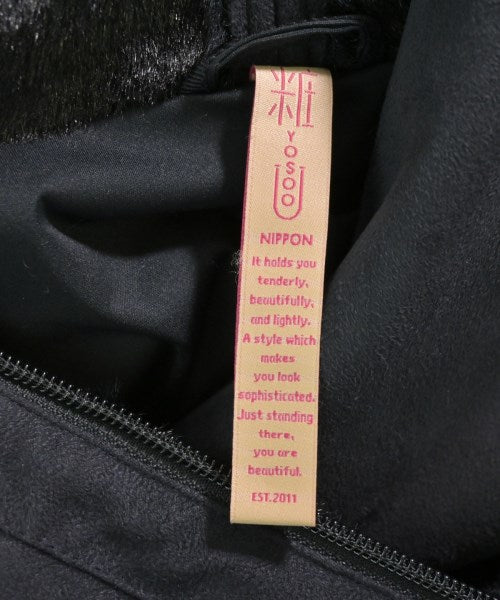 粧
YOSOO
NIPPON
It holds you
tenderly,
beautifully,
and lightly.
A style which
makes
you look
sophisticated.
Just standing
there,
you are
beautiful.
EST.2011